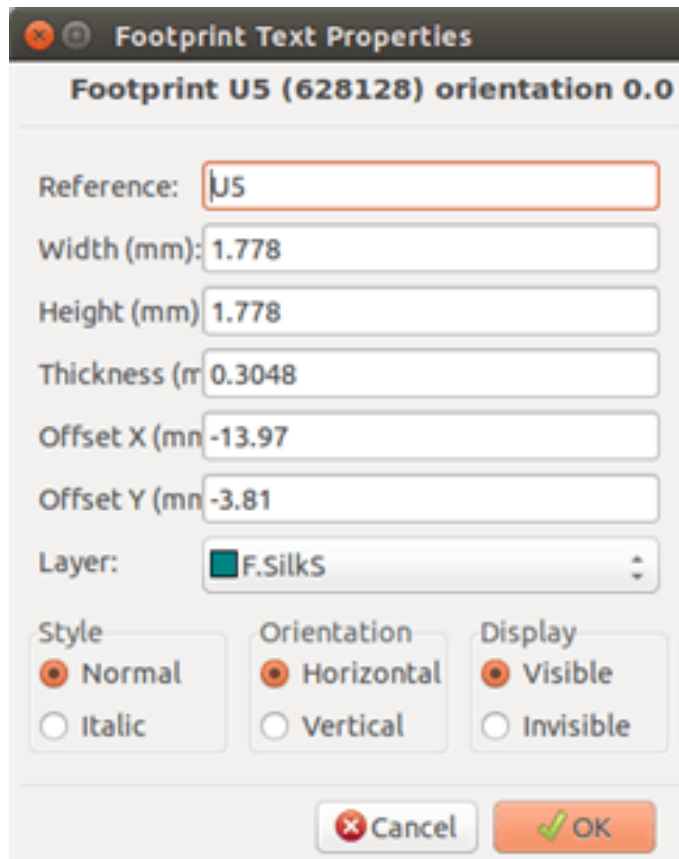 Footprint Text Properties
Footprint U5 (628128) orientation 0.0
Reference: U5
Width (mm): 1.778
Height (mm) 1.778
Thickness (m 0.3048
Offset X (mn -13.97
Offset Y (mn -3.81
Layer: F.SilkS
Style Orientation Display
Normal Horizontal Visible
Italic Vertical Invisible
Cancel OK